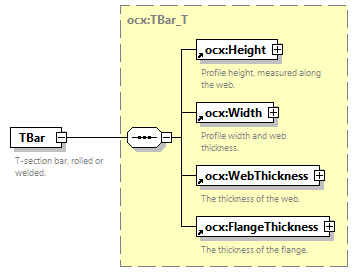 ocx:TBar_T
ocx:Height
Profile height, measured along
the web.
ocx:Width
Profile width and web
thickness.
TBar
T-section bar, rolled or
welded.
ocx:WebThickness
The thickness of the web.
ocx:FlangeThickness
The thickness of the flange.